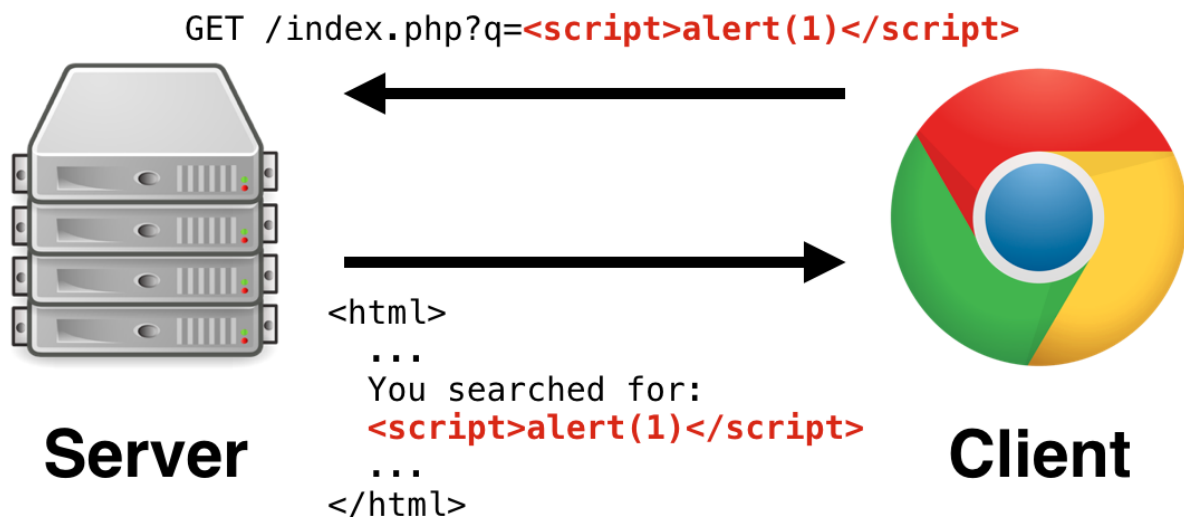 GET /index.php?q=<script>alert(1)</script>
<html>
...
You searched for:
<script>alert(1)</script>
...
</html>
Server
Client